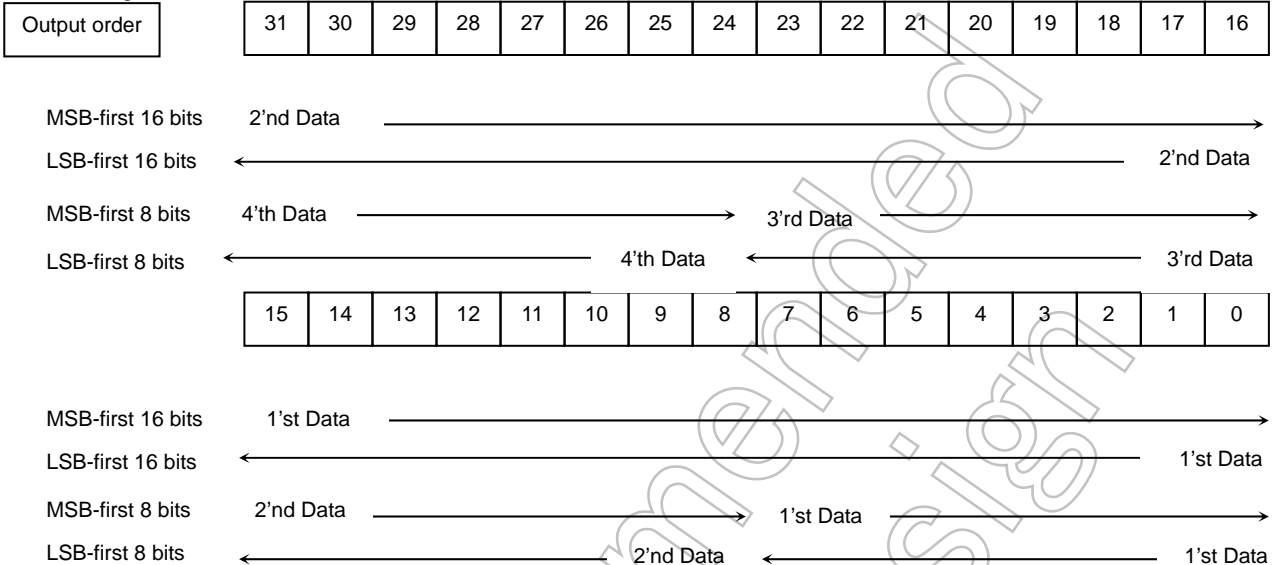 Output order 31 30 29 28 27 26 25 24 23 22 21 20 19 18 17 16
MSB-first 16 bits 2'nd Data
LSB-first 16 bits 2'nd Data
MSB-first 8 bits 4'th Data 3'rd Data
LSB-first 8 bits 4'th Data 3'rd Data
15 14 13 12 11 10 9 8 7 6 5 4 3 2 1 0
MSB-first 16 bits 1'st Data
LSB-first 16 bits 1'st Data
MSB-first 8 bits 2'nd Data 1'st Data
LSB-first 8 bits 2'nd Data 1'st Data
mended
sign